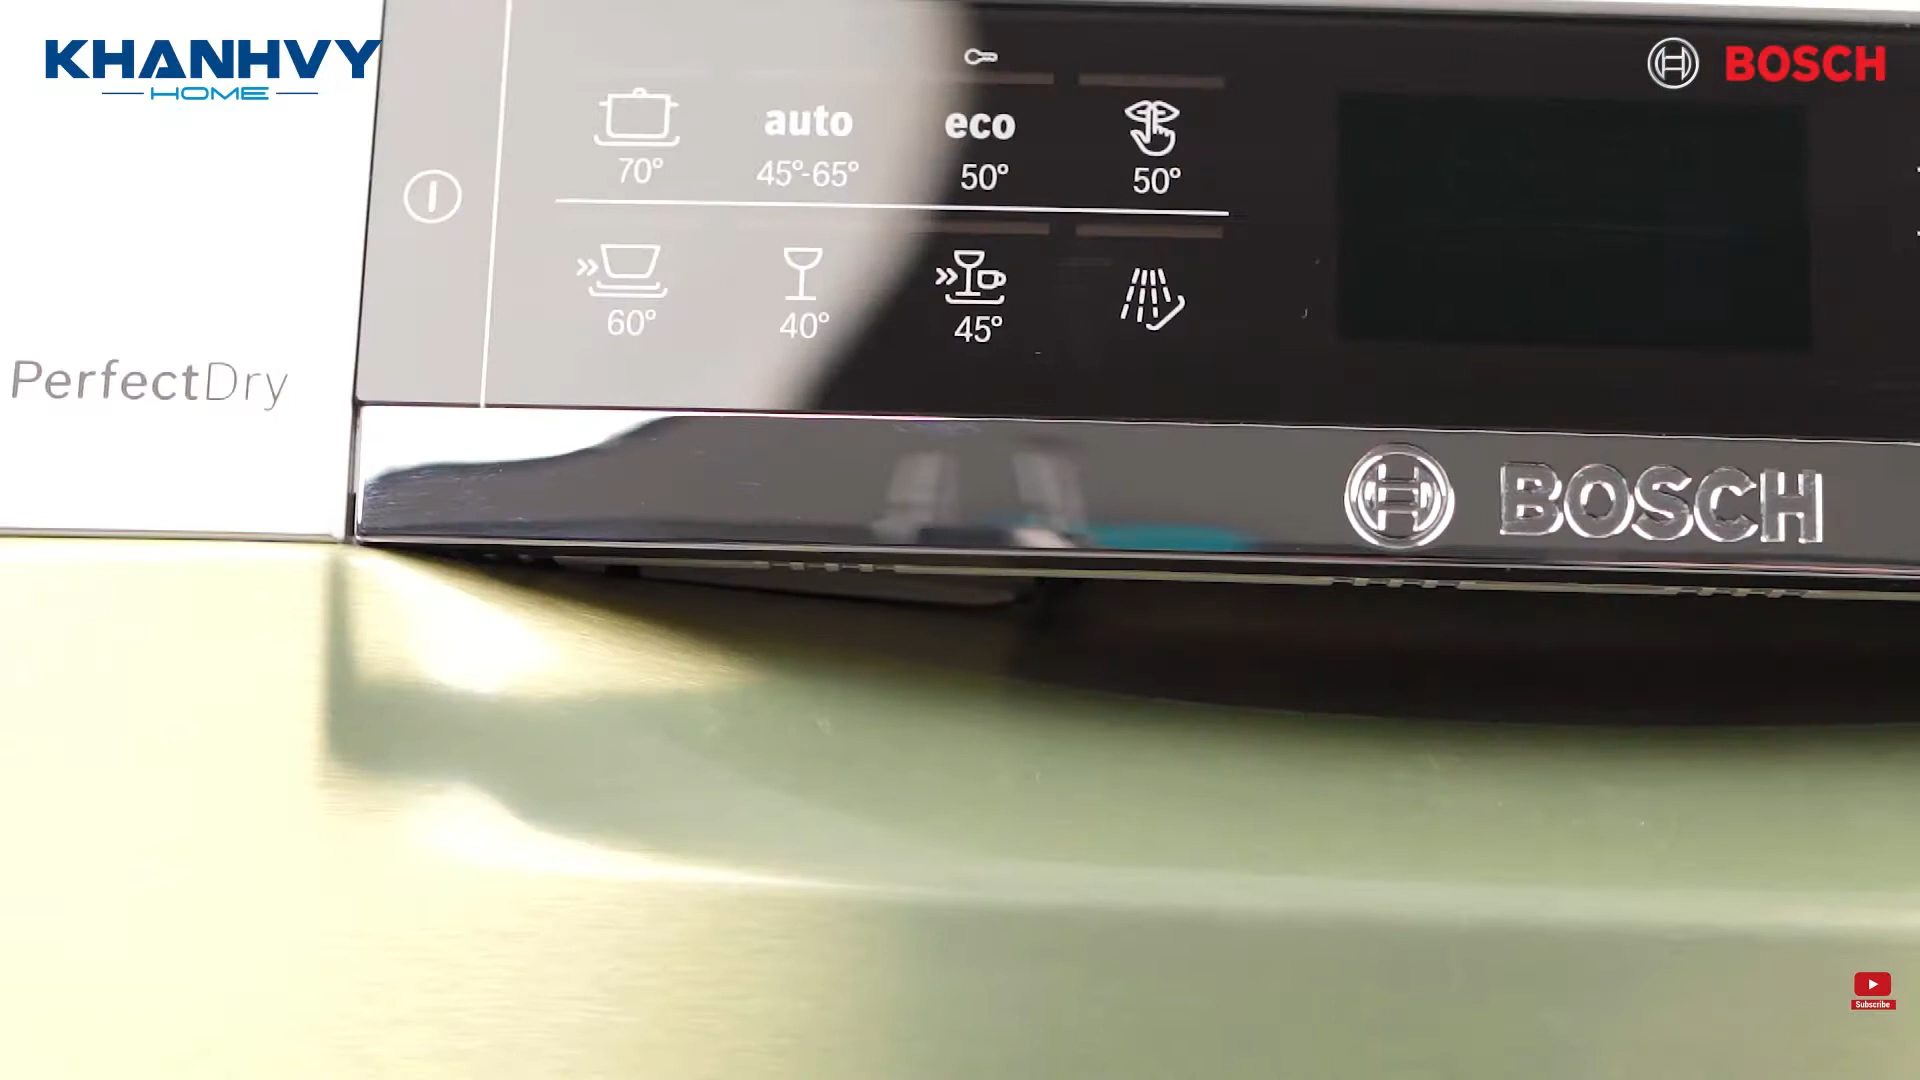 KHANHVY
HOME
BOSCH
auto
eco
70°
45°-65°
50°
50°
60°
40°
45°
PerfectDry
BOSCH
Subscribe